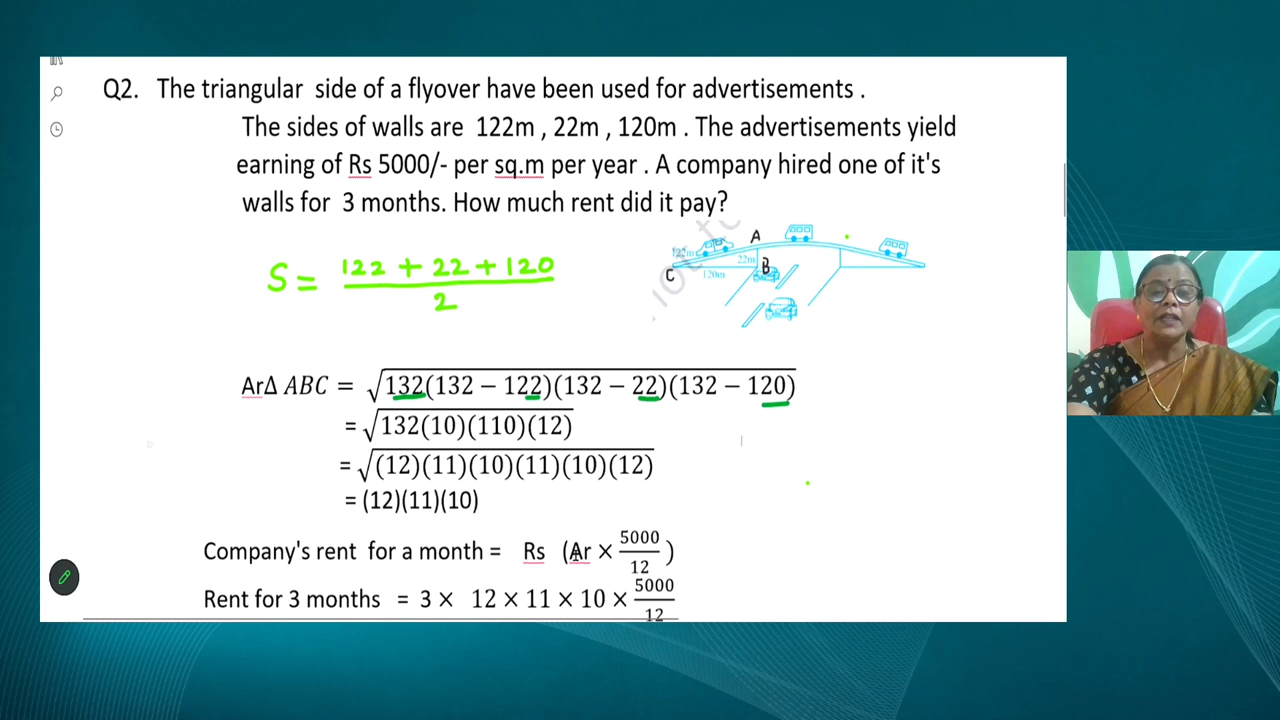 Q2. The triangular side of a flyover have been used for advertisements .
The sides of walls are 122m , 22m , 120m . The advertisements yield
earning of Rs 5000/- per sq.m per year . A company hired one of it's
walls for 3 months. How much rent did it pay?
A
122m
22m
B
C
120m
S = (122 + 22 + 120)/2
Ar∆ ABC = √132(132 − 122)(132 − 22)(132 − 120)
= √132(10)(110)(12)
= √(12)(11)(10)(11)(10)(12)
= (12)(11)(10)
Company's rent for a month = Rs (Ar × 5000/12 )
Rent for 3 months = 3 × 12 × 11 × 10 × 5000/12